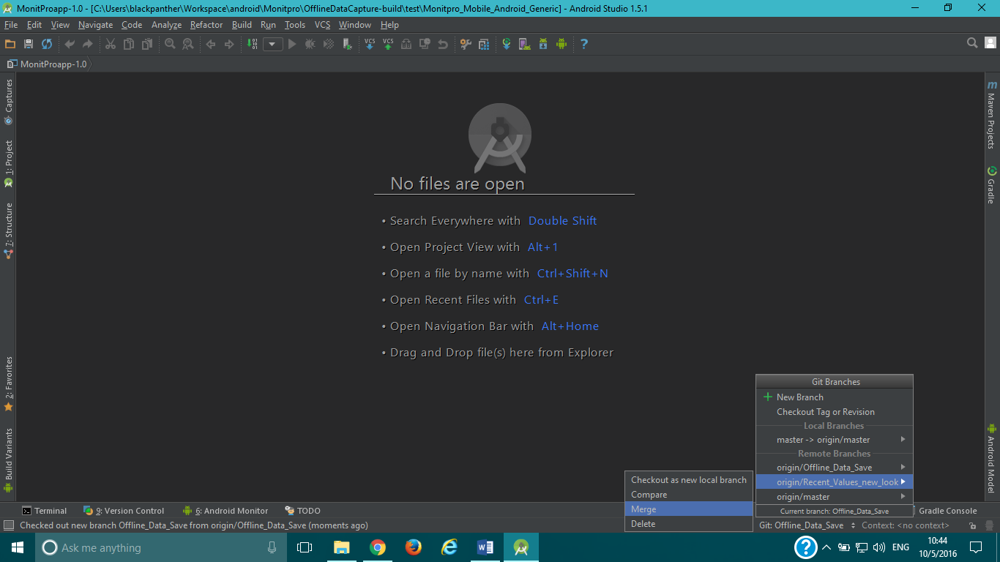 MonitProapp-1.0 - [C:\Users\blackpanther\Workspace\android\Monitpro\OfflineDataCapture-build\test\Monitpro_Mobile_Android_Generic] - Android Studio 1.5.1
File Edit View Navigate Code Analyze Refactor Build Run Tools VCS Window Help
VCS VCS
MonitProapp-1.0
Captures
1: Project
7: Structure
2: Favorites
Build Variants
No files are open
• Search Everywhere with Double Shift
• Open Project View with Alt+1
• Open a file by name with Ctrl+Shift+N
• Open Recent Files with Ctrl+E
• Open Navigation Bar with Alt+Home
• Drag and Drop file(s) here from Explorer
m Maven Projects
Gradle
Android Model
Git Branches
New Branch
Checkout Tag or Revision
Local Branches
master -> origin/master
Remote Branches
origin/Offline_Data_Save
origin/Recent_Values_new_look
origin/master
Current branch: Offline_Data_Save
Checkout as new local branch
Compare
Merge
Delete
Terminal 9: Version Control 6: Android Monitor TODO Gradle Console
Checked out new branch Offline_Data_Save from origin/Offline_Data_Save (moments ago) Git: Offline_Data_Save Context: <no context>
Ask me anything ENG 10:44
10/5/2016